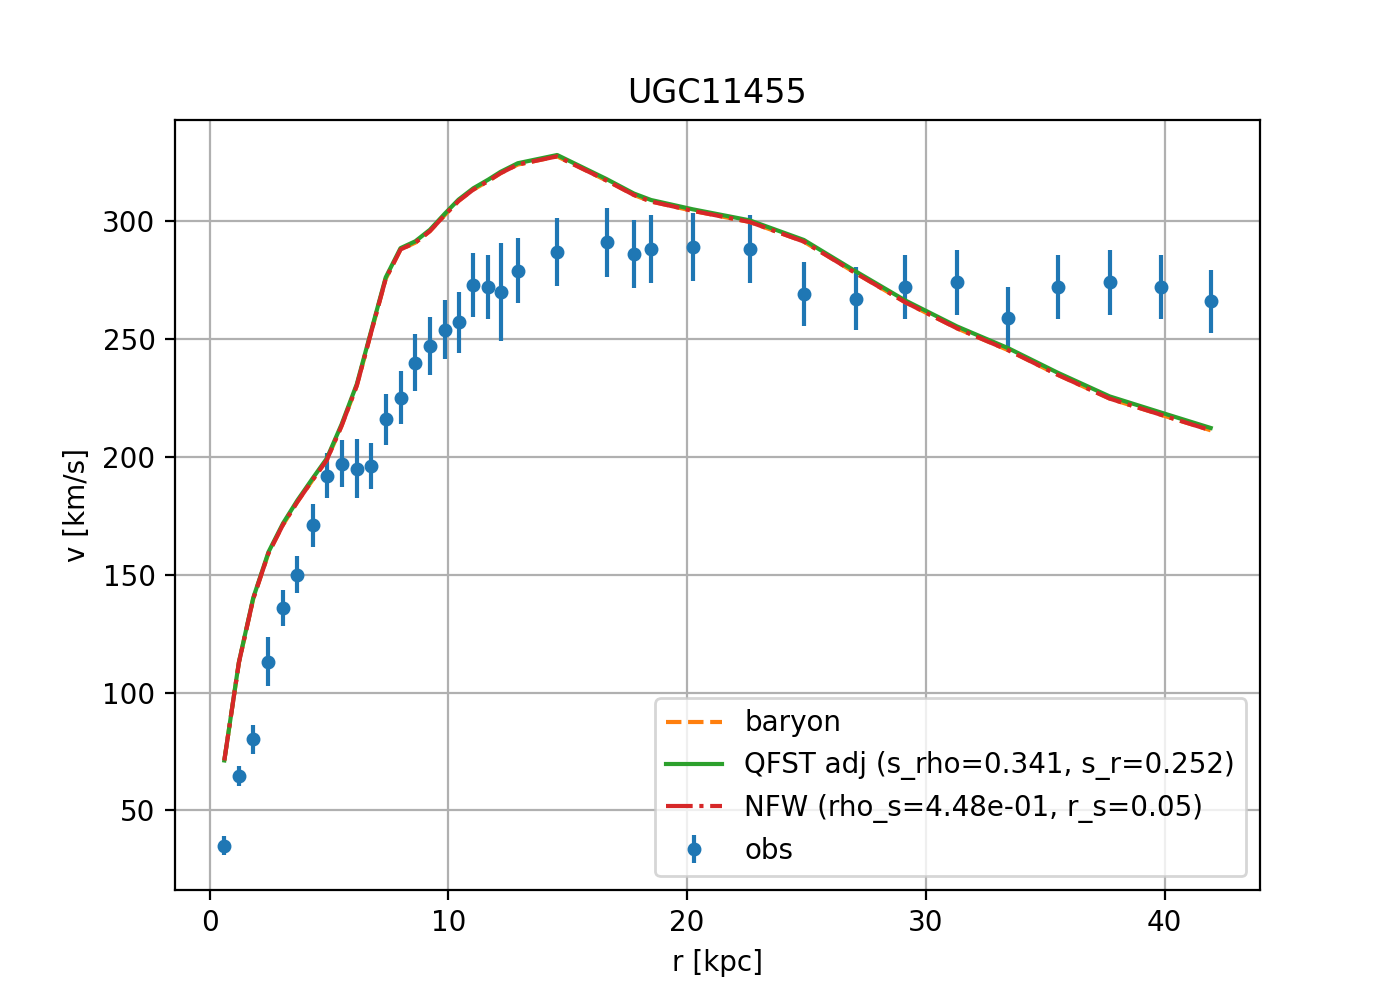 UGC11455
v [km/s]
300
250
200
150
100
50
baryon
QFST adj (s_rho=0.341, s_r=0.252)
NFW (rho_s=4.48e-01, r_s=0.05)
obs
0 10 20 30 40
r [kpc]